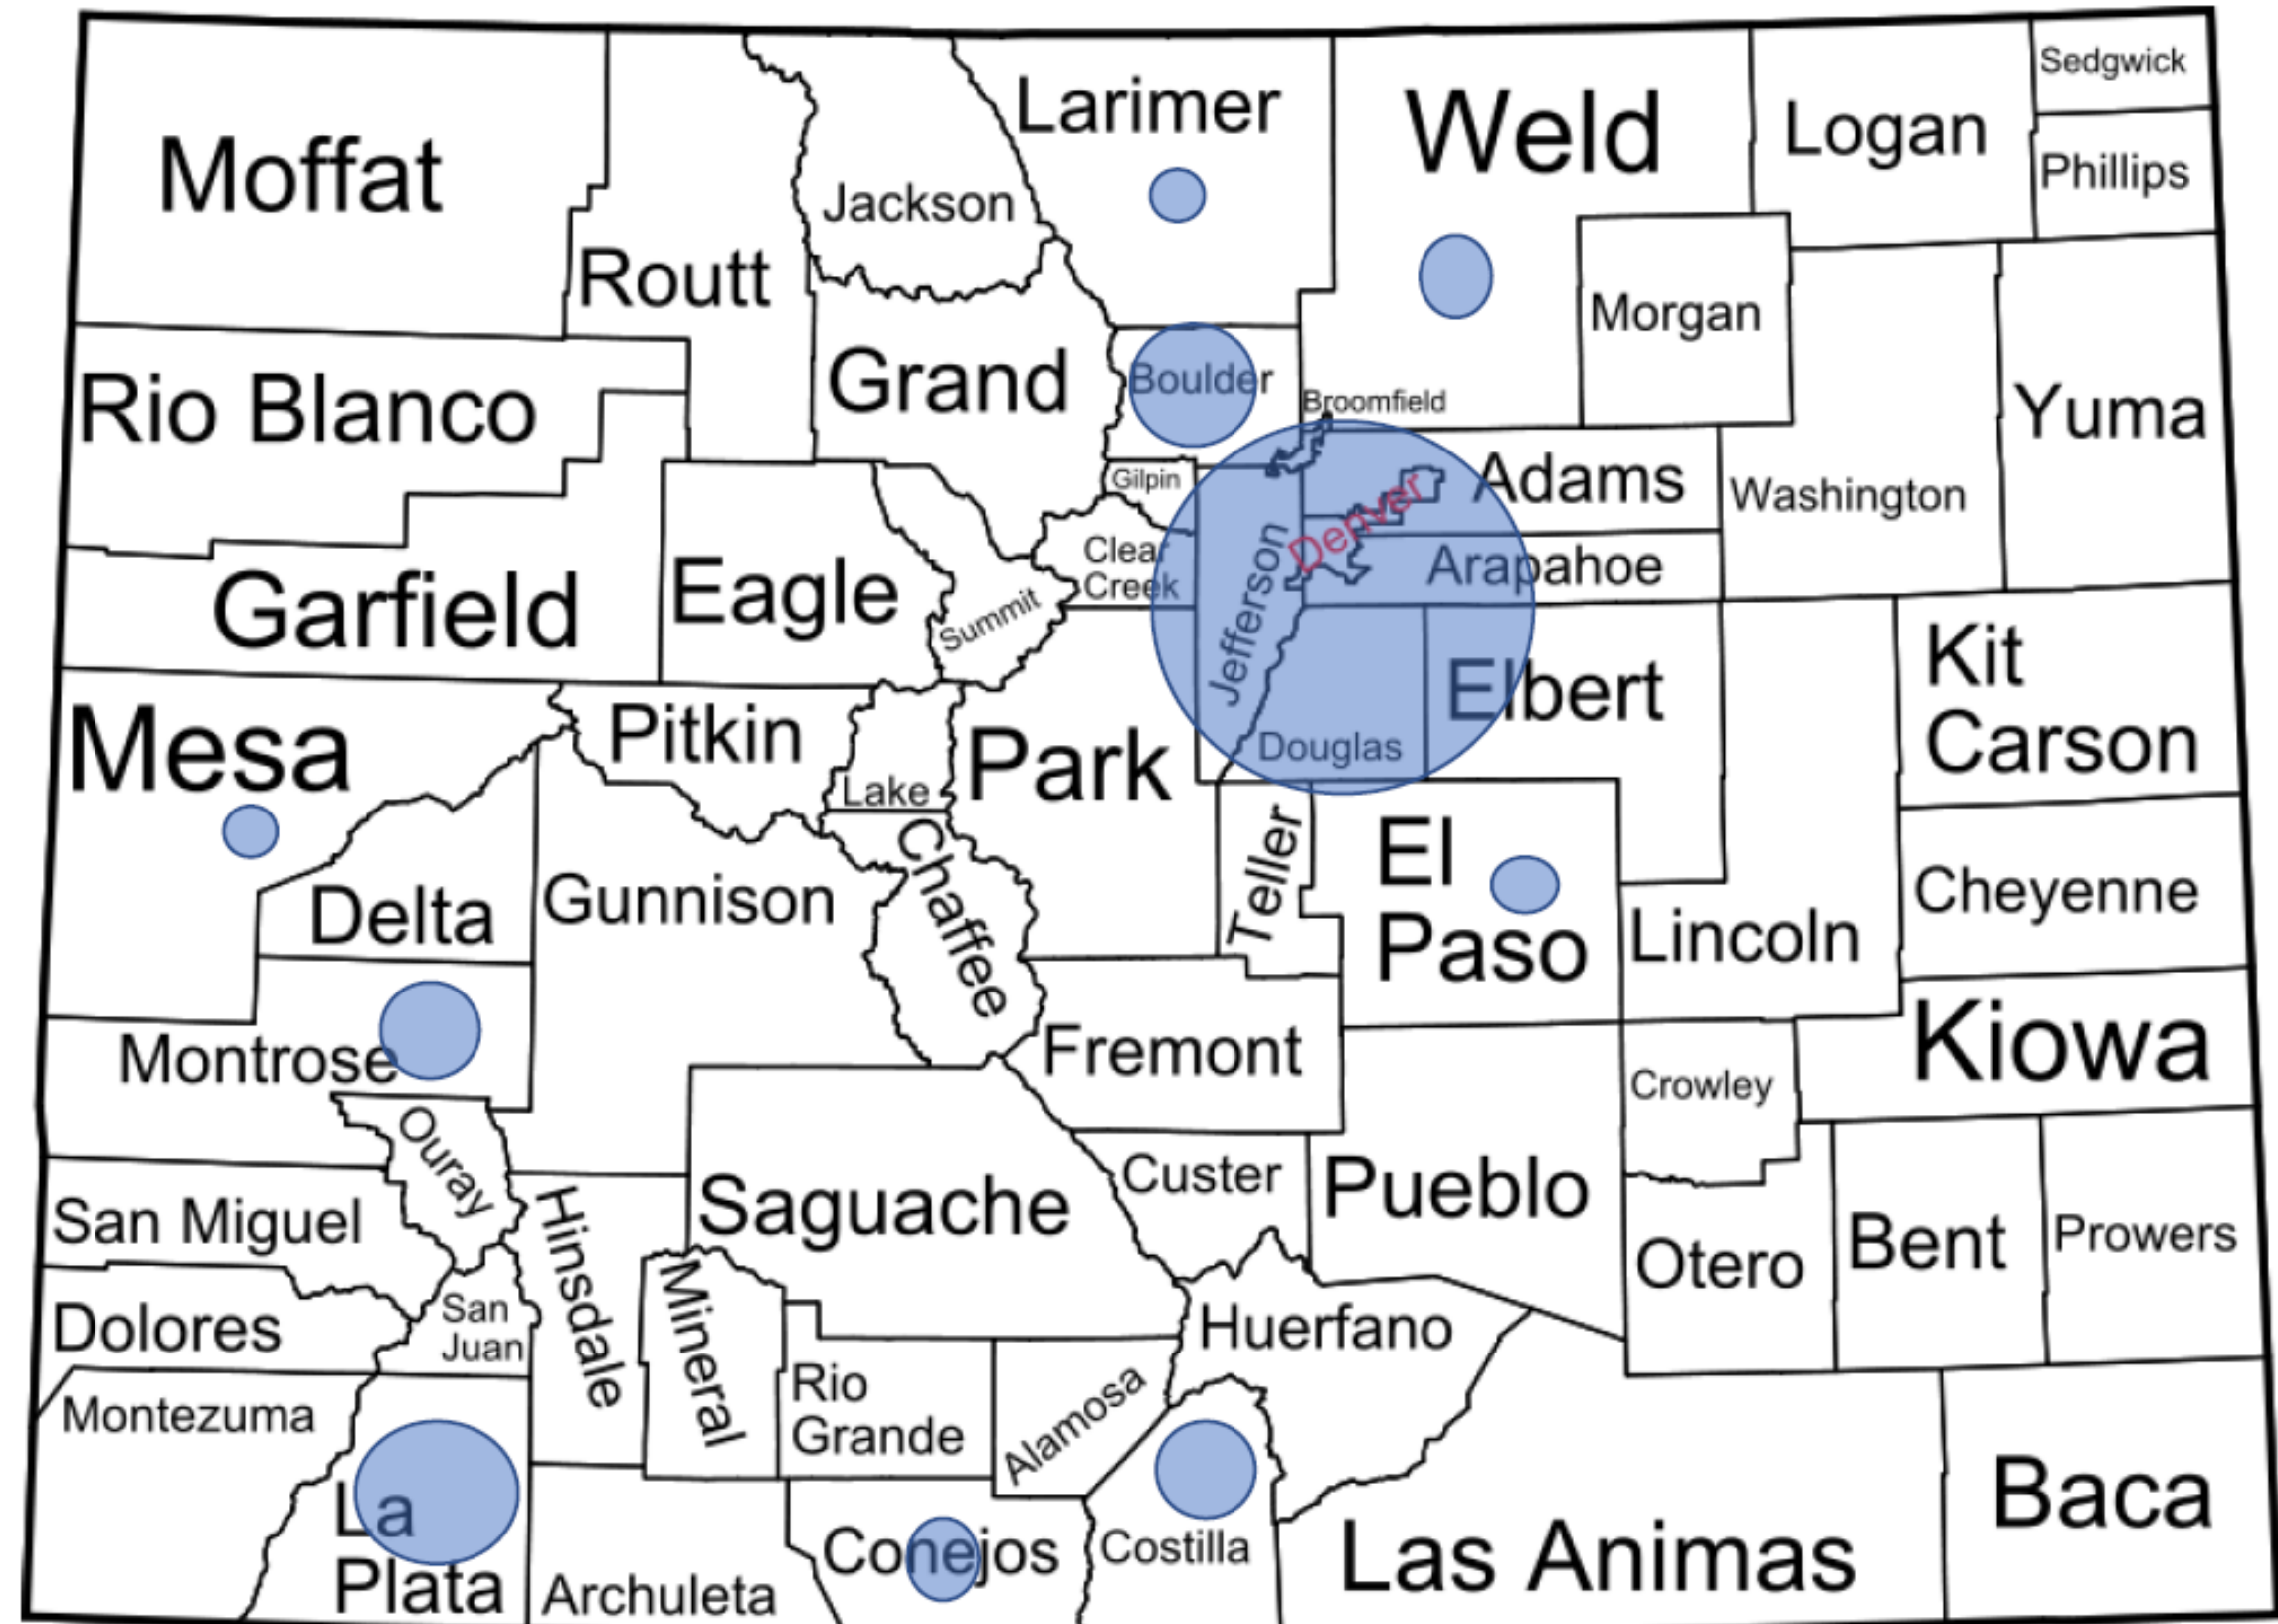 Sedgwick
Larimer
Weld
Logan
Moffat
Phillips
Jackson
Routt
Morgan
Grand
Boulder
Rio Blanco
Broomfield
Yuma
Gilpin
Adams
Washington
Denver
Clear
Creek
Arapahoe
Garfield
Eagle
Summit
Jefferson
Kit
Carson
Elbert
Mesa
Pitkin
Park
Douglas
Lake
El
Paso
Teller
Chaffee
Cheyenne
Delta
Gunnison
Lincoln
Montrose
Fremont
Kiowa
Crowley
Ouray
Custer
Pueblo
San Miguel
Saguache
Hinsdale
Otero
Bent
Prowers
Dolores
San
Juan
Mineral
Huerfano
Montezuma
Rio
Grande
Alamosa
La
Plata
Archuleta
Conejos
Costilla
Las Animas
Baca